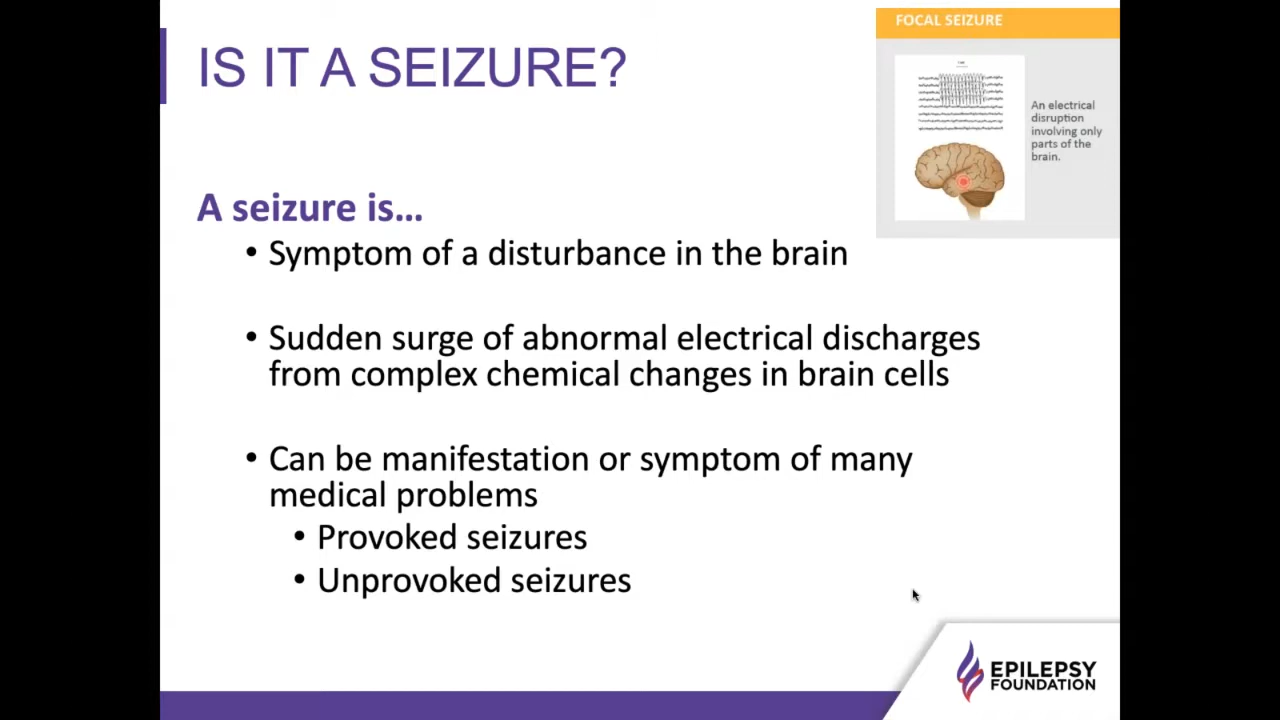 IS IT A SEIZURE?
FOCAL SEIZURE
An electrical
disruption
involving only
parts of the
brain.
A seizure is...
• Symptom of a disturbance in the brain
• Sudden surge of abnormal electrical discharges
from complex chemical changes in brain cells
• Can be manifestation or symptom of many
medical problems
• Provoked seizures
• Unprovoked seizures
EPILEPSY
FOUNDATION